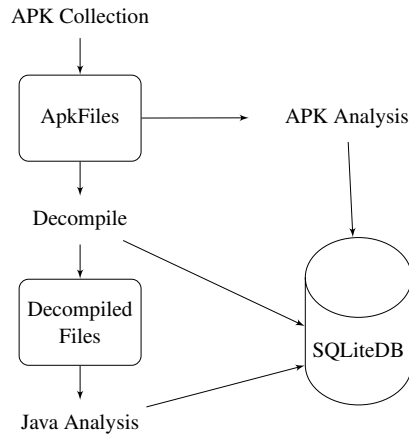 APK Collection
ApkFiles
APK Analysis
Decompile
Decompiled
Files
SQLiteDB
Java Analysis